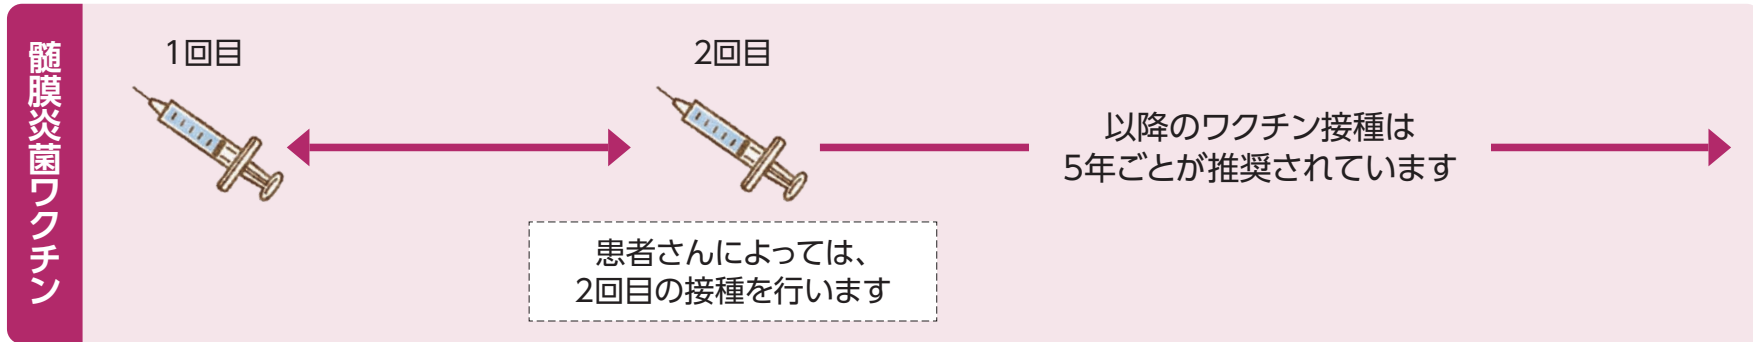 髄膜炎菌ワクチン
1回目
2回目
以降のワクチン接種は
5年ごとが推奨されています
患者さんによっては、
2回目の接種を行います